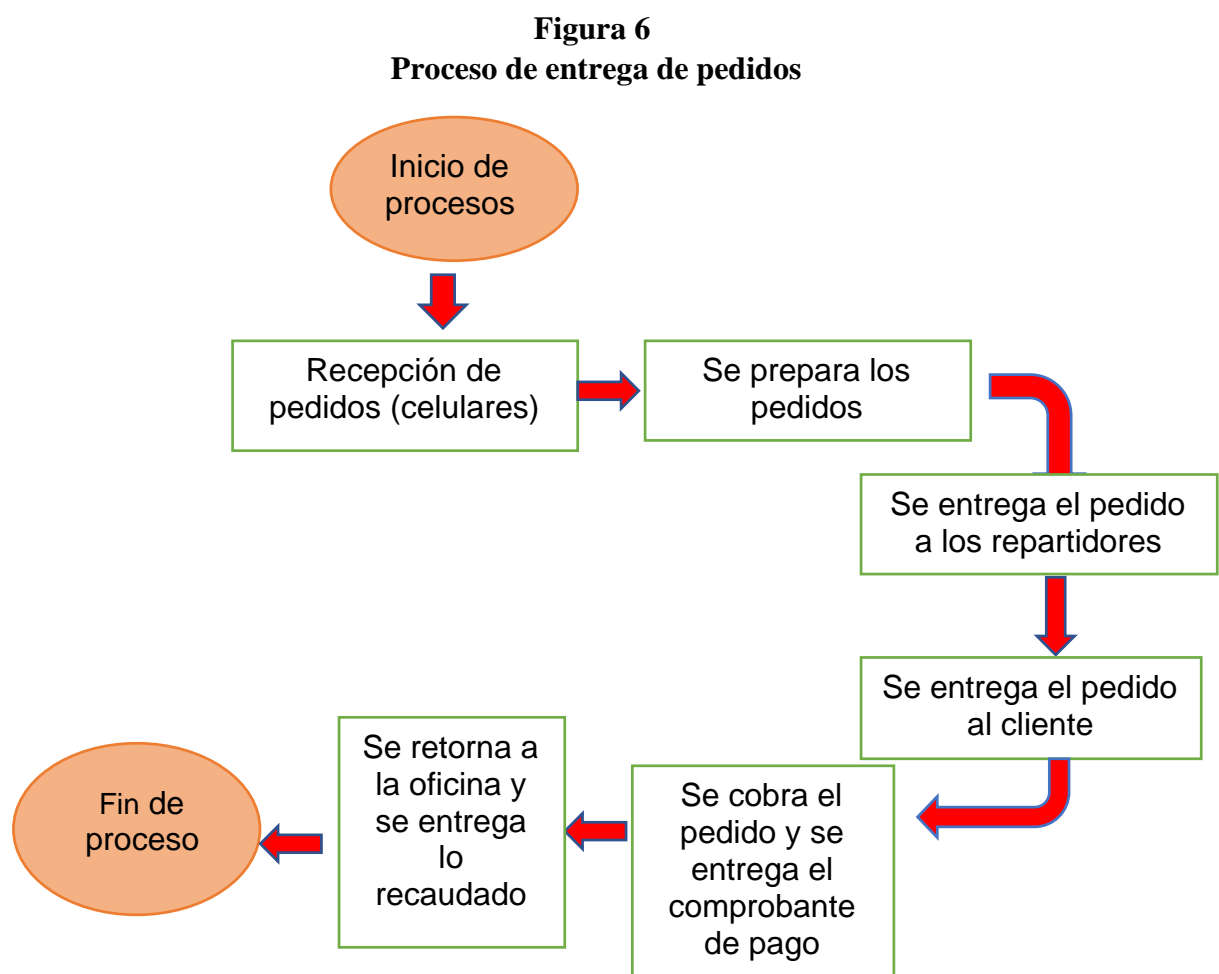 Figura 6
Proceso de entrega de pedidos
Inicio de
procesos
Recepción de
pedidos (celulares)
Se prepara los
pedidos
Se entrega el pedido
a los repartidores
Se entrega el pedido
al cliente
Se cobra el
pedido y se
entrega el
comprobante
de pago
Se retorna a
la oficina y
se entrega
lo
recaudado
Fin de
proceso